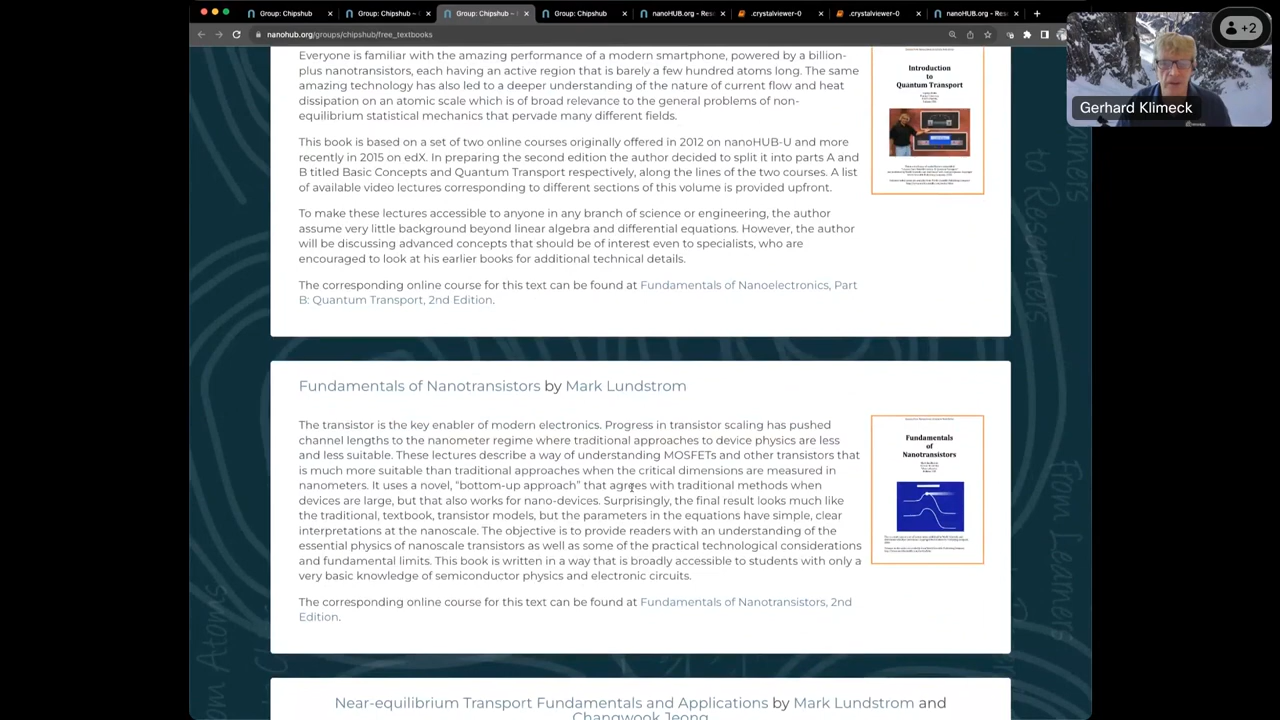 Group: Chipshub
Group: Chipshub ~
Group: Chipshub ~
Group: Chipshub
nanoHUB.org - Res
.crystalviewer-0
.crystalviewer-0
nanoHUB.org - Res
+2
nanohub.org/groups/chipshub/free_textbooks
Gerhard Klimeck
Everyone is familiar with the amazing performance of a modern smartphone, powered by a billion-
plus nanotransistors, each having an active region that is barely a few hundred atoms long. The same
amazing technology has also led to a deeper understanding of the nature of current flow and heat
dissipation on an atomic scale which is of broad relevance to the general problems of non-
equilibrium statistical mechanics that pervade many different fields.
Introduction
to
Quantum Transport
This book is based on a set of two online courses originally offered in 2012 on nanoHUB-U and more
recently in 2015 on edX. In preparing the second edition the author decided to split it into parts A and
B titled Basic Concepts and Quantum Transport respectively, along the lines of the two courses. A list
of available video lectures corresponding to different sections of this volume is provided upfront.
To make these lectures accessible to anyone in any branch of science or engineering, the author
assume very little background beyond linear algebra and differential equations. However, the author
will be discussing advanced concepts that should be of interest even to specialists, who are
encouraged to look at his earlier books for additional technical details.
The corresponding online course for this text can be found at Fundamentals of Nanoelectronics, Part
B: Quantum Transport, 2nd Edition.
Fundamentals of Nanotransistors by Mark Lundstrom
The transistor is the key enabler of modern electronics. Progress in transistor scaling has pushed
channel lengths to the nanometer regime where traditional approaches to device physics are less
and less suitable. These lectures describe a way of understanding MOSFETs and other transistors that
is much more suitable than traditional approaches when the critical dimensions are measured in
nanometers. It uses a novel, “bottom-up approach” that agrees with traditional methods when
devices are large, but that also works for nano-devices. Surprisingly, the final result looks much like
the traditional, textbook, transistor models, but the parameters in the equations have simple, clear
interpretations at the nanoscale. The objective is to provide readers with an understanding of the
essential physics of nanoscale transistors as well as some of the practical technological considerations
and fundamental limits. This book is written in a way that is broadly accessible to students with only a
very basic knowledge of semiconductor physics and electronic circuits.
Fundamentals
of
Nanotransistors
The corresponding online course for this text can be found at Fundamentals of Nanotransistors, 2nd
Edition.
Near-equilibrium Transport Fundamentals and Applications by Mark Lundstrom and
Changwook Jeong
to Researchers
From Learners